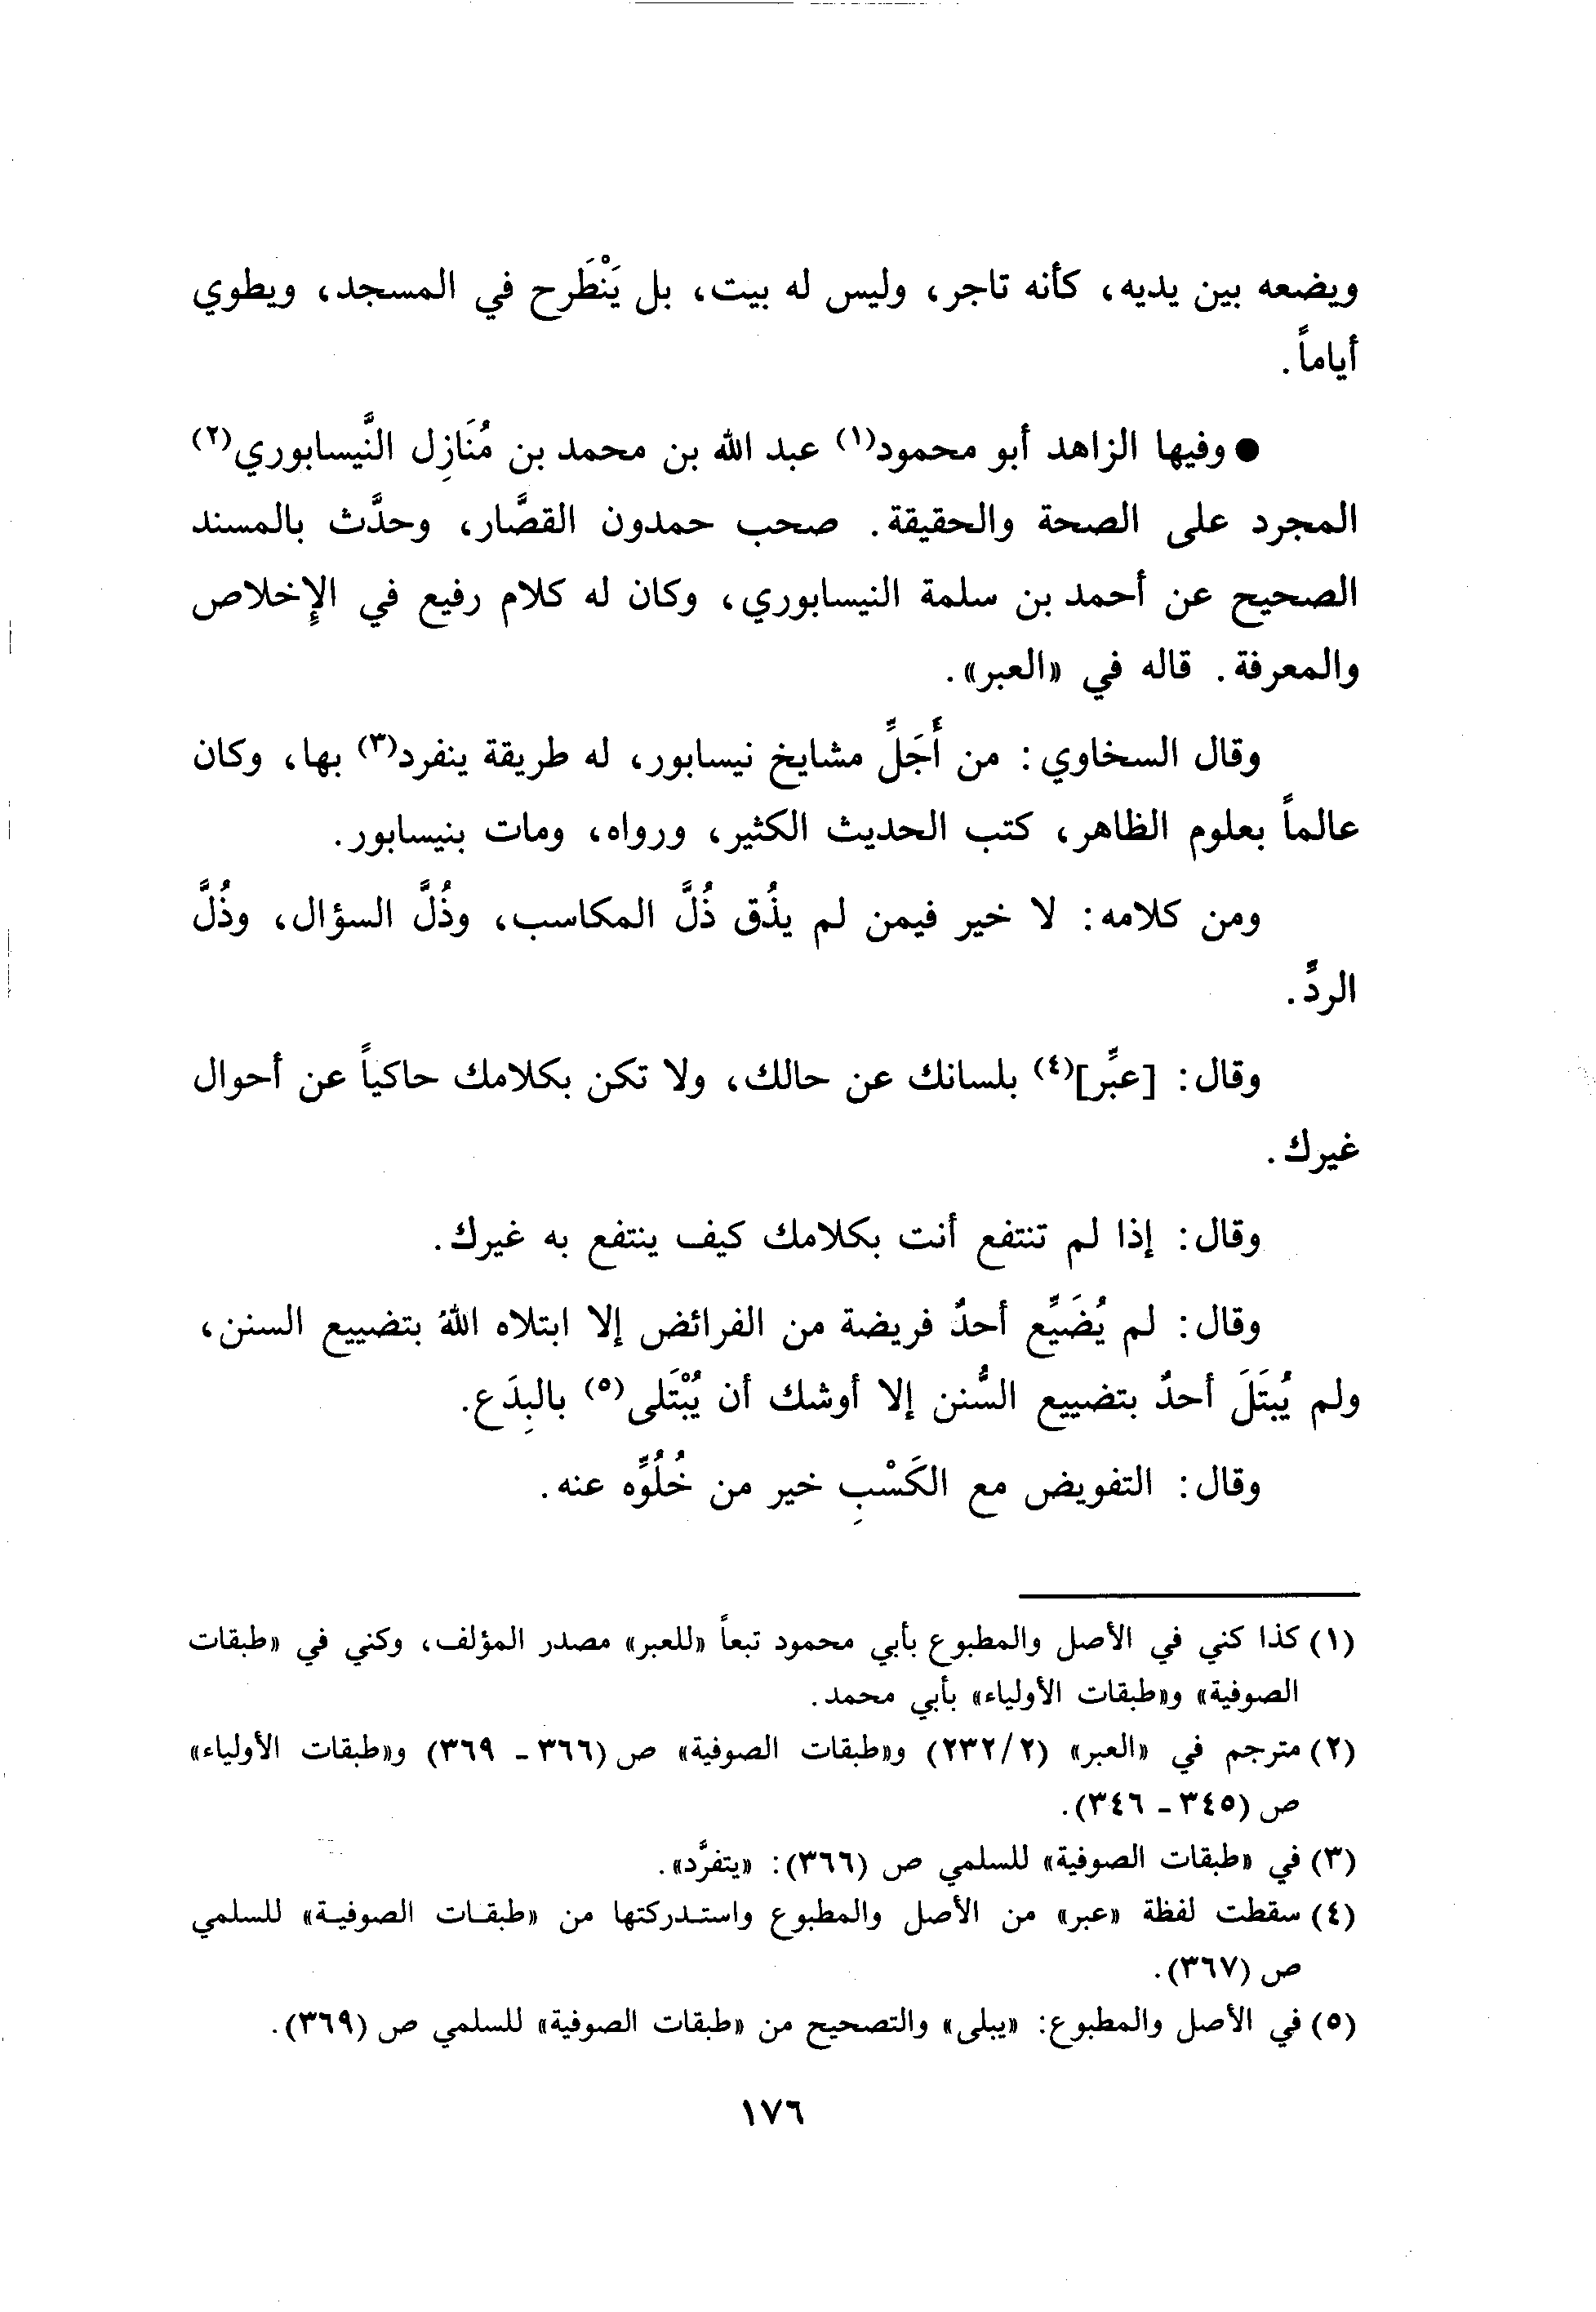 ويضعه بين يديه، كأنه تاجر، وليس له بيت، بل يَنْطَرح في المسجد، ويطوي
أياماً.
● وفيها الزاهد أبو محمود(١) عبد الله بن محمد بن مُنَازِل النَّيسابوري(٢)
المجرد على الصحة والحقيقة. صحب حمدون القصَّار، وحدَّث بالمسند
الصحيح عن أحمد بن سلمة النيسابوري، وكان له كلام رفيع في الإِخلاص
والمعرفة. قاله في «العبر».
وقال السخاوي: من أَجَلِّ مشايخ نيسابور، له طريقة ينفرد(٣) بها، وكان
عالماً بعلوم الظاهر، كتب الحديث الكثير، ورواه، ومات بنيسابور.
ومن كلامه: لا خير فيمن لم يذُق ذُلَّ المكاسب، وذُلَّ السؤال، وذُلَّ
الردِّ.
وقال: [عبِّر](٤) بلسانك عن حالك، ولا تكن بكلامك حاكياً عن أحوال
غيرك.
وقال: إذا لم تنتفع أنت بكلامك كيف ينتفع به غيرك.
وقال: لم يُضَيِّع أحدٌ فريضة من الفرائض إلا ابتلاه اللهُ بتضييع السنن،
ولم يُبتَلَ أحدٌ بتضييع السُّنن إلا أوشك أن يُبْتَلى(٥) بالبِدَع.
وقال: التفويض مع الكَسْبِ خير من خُلُوِّه عنه.
(١) كذا كني في الأصل والمطبوع بأبي محمود تبعاً «للعبر» مصدر المؤلف، وكني في «طبقات
الصوفية» و«طبقات الأولياء» بأبي محمد.
(٢) مترجم في «العبر» (٢/ ٢٣٢) و«طبقات الصوفية» ص (٣٦٦ - ٣٦٩) و«طبقات الأولياء»
ص (٣٤٥ - ٣٤٦).
(٣) في «طبقات الصوفية» للسلمي ص (٣٦٦): «يتفرَّد».
(٤) سقطت لفظة «عبر» من الأصل والمطبوع واستدركتها من «طبقات الصوفية» للسلمي
ص (٣٦٧).
(٥) في الأصل والمطبوع: «يبلى» والتصحيح من «طبقات الصوفية» للسلمي ص (٣٦٩).
١٧٦